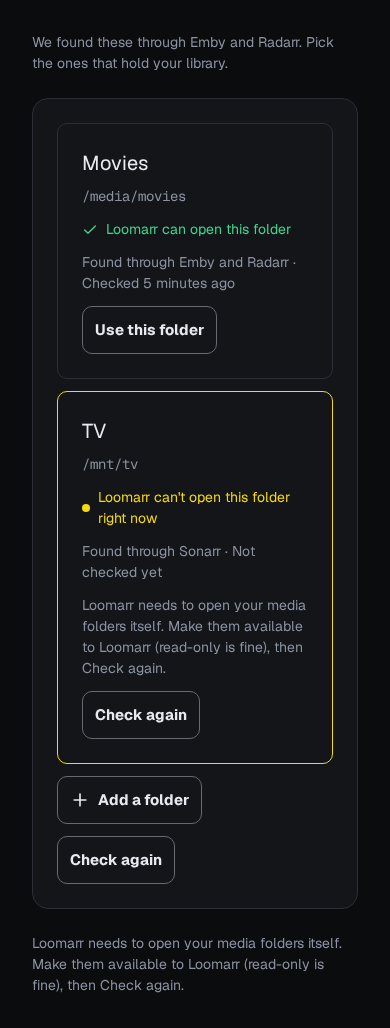 We found these through Emby and Radarr. Pick
the ones that hold your library.
Movies
/media/movies
Loomarr can open this folder
Found through Emby and Radarr ·
Checked 5 minutes ago
Use this folder
TV
/mnt/tv
Loomarr can't open this folder
right now
Found through Sonarr · Not
checked yet
Loomarr needs to open your media
folders itself. Make them available
to Loomarr (read-only is fine), then
Check again.
Check again
Add a folder
Check again
Loomarr needs to open your media folders itself.
Make them available to Loomarr (read-only is
fine), then Check again.